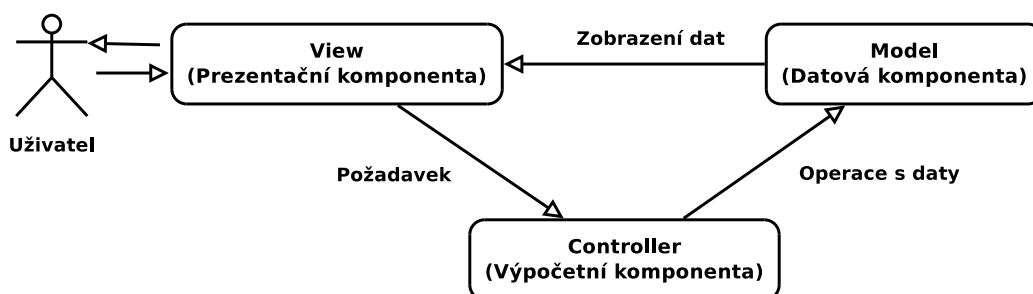 View
(Prezentační komponenta)
Zobrazení dat
Model
(Datová komponenta)
Uživatel
Požadavek
Operace s daty
Controller
(Výpočetní komponenta)